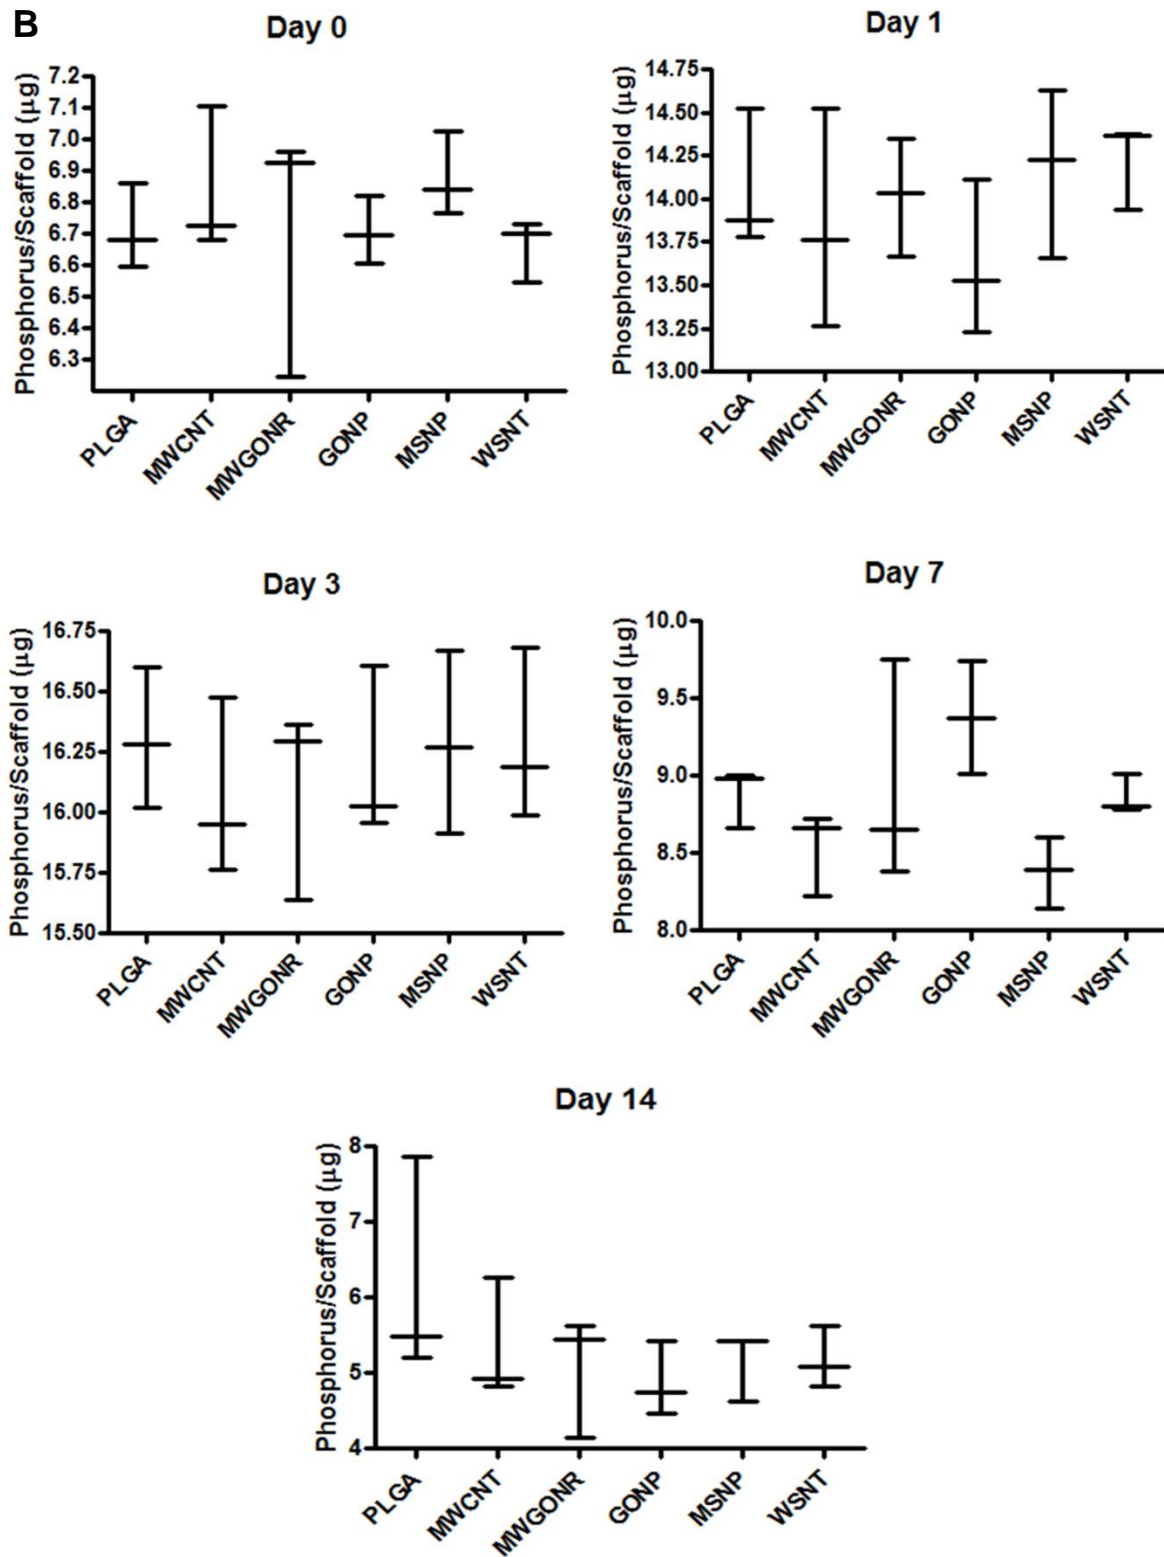 B
Day 0
Phosphorus/Scaffold (μg)
7.2
7.1
7.0
6.9
6.8
6.7
6.6
6.5
6.4
6.3
PLGA
MWCNT
MWGONR
GONP
MSNP
WSNT
Day 1
Phosphorus/Scaffold (μg)
14.75
14.50
14.25
14.00
13.75
13.50
13.25
13.00
PLGA
MWCNT
MWGONR
GONP
MSNP
WSNT
Day 3
Phosphorus/Scaffold (μg)
16.75
16.50
16.25
16.00
15.75
15.50
PLGA
MWCNT
MWGONR
GONP
MSNP
WSNT
Day 7
Phosphorus/Scaffold (μg)
10.0
9.5
9.0
8.5
8.0
PLGA
MWCNT
MWGONR
GONP
MSNP
WSNT
Day 14
Phosphorus/Scaffold (μg)
8
7
6
5
4
PLGA
MWCNT
MWGONR
GONP
MSNP
WSNT